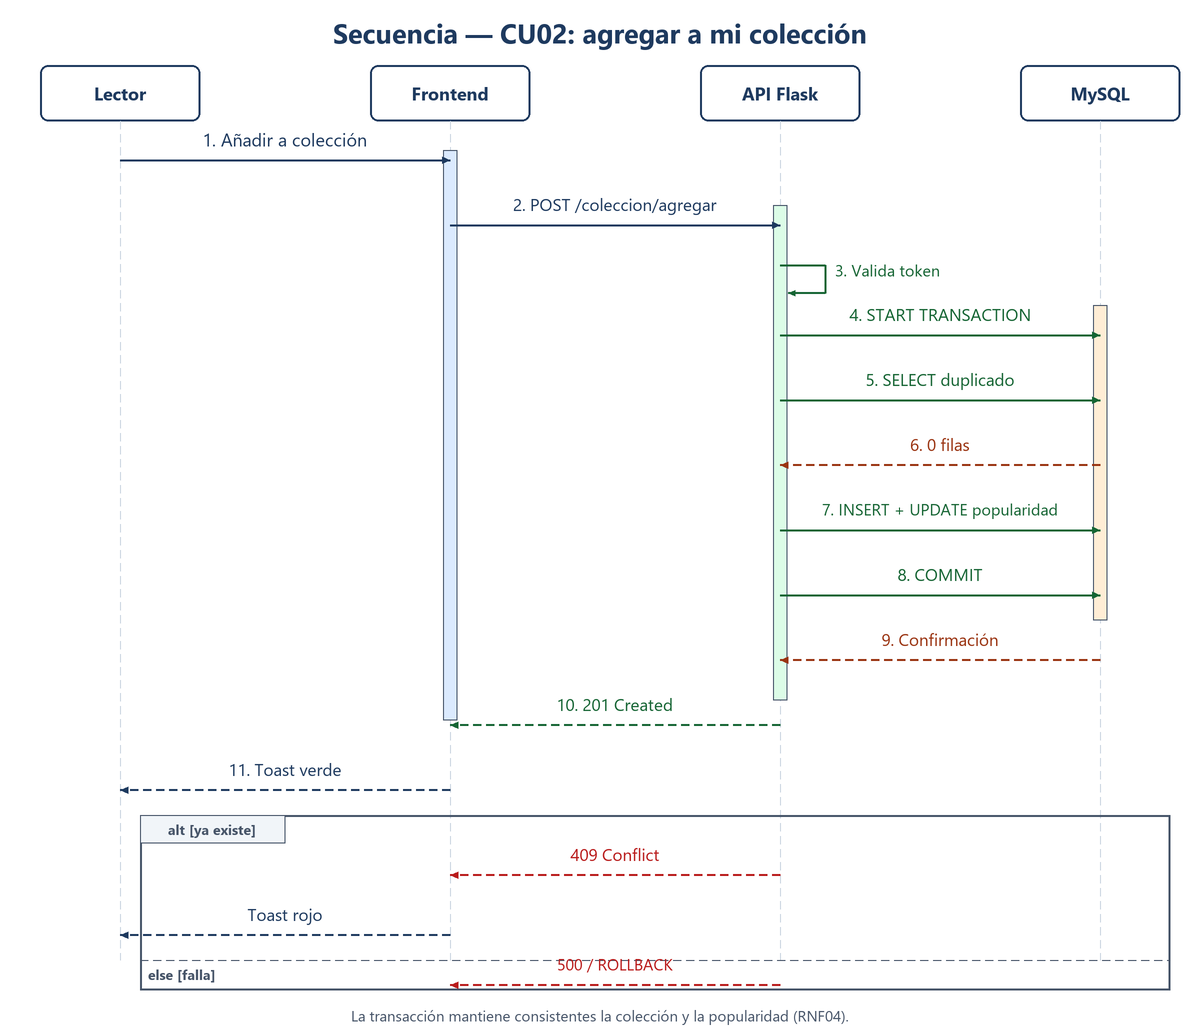 Secuencia — CU02: agregar a mi colección
Lector
Frontend
API Flask
MySQL
1. Añadir a colección
2. POST /coleccion/agregar
3. Valida token
4. START TRANSACTION
5. SELECT duplicado
6. 0 filas
7. INSERT + UPDATE popularidad
8. COMMIT
9. Confirmación
10. 201 Created
11. Toast verde
alt [ya existe]
409 Conflict
Toast rojo
500 / ROLLBACK
else [falla]
La transacción mantiene consistentes la colección y la popularidad (RNF04).